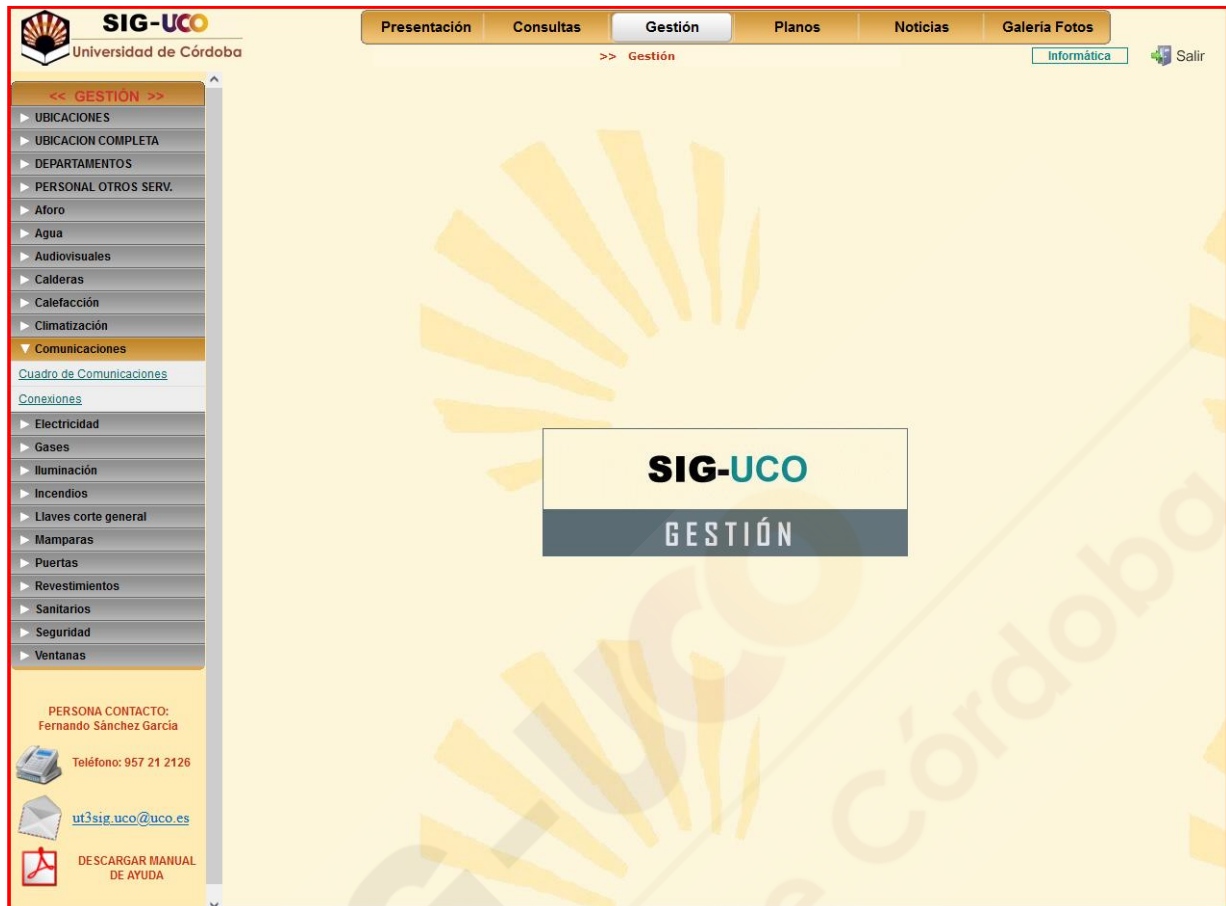 SIG-UCO
Universidad de Córdoba
Presentación
Consultas
Gestión
Planos
Noticias
Galería Fotos
>> Gestión
Informática
Salir
<< GESTIÓN >>
UBICACIONES
UBICACION COMPLETA
DEPARTAMENTOS
PERSONAL OTROS SERV.
Aforo
Agua
Audiovisuales
Calderas
Calefacción
Climatización
Comunicaciones
Cuadro de Comunicaciones
Conexiones
Electricidad
Gases
Iluminación
Incendios
Llaves corte general
Mamparas
Puertas
Revestimientos
Sanitarios
Seguridad
Ventanas
PERSONA CONTACTO:
Fernando Sánchez García
Teléfono: 957 21 2126
ut3sig.uco@uco.es
DESCARGAR MANUAL
DE AYUDA
SIG-UCO
GESTIÓN
G-UCO
e Córdoba